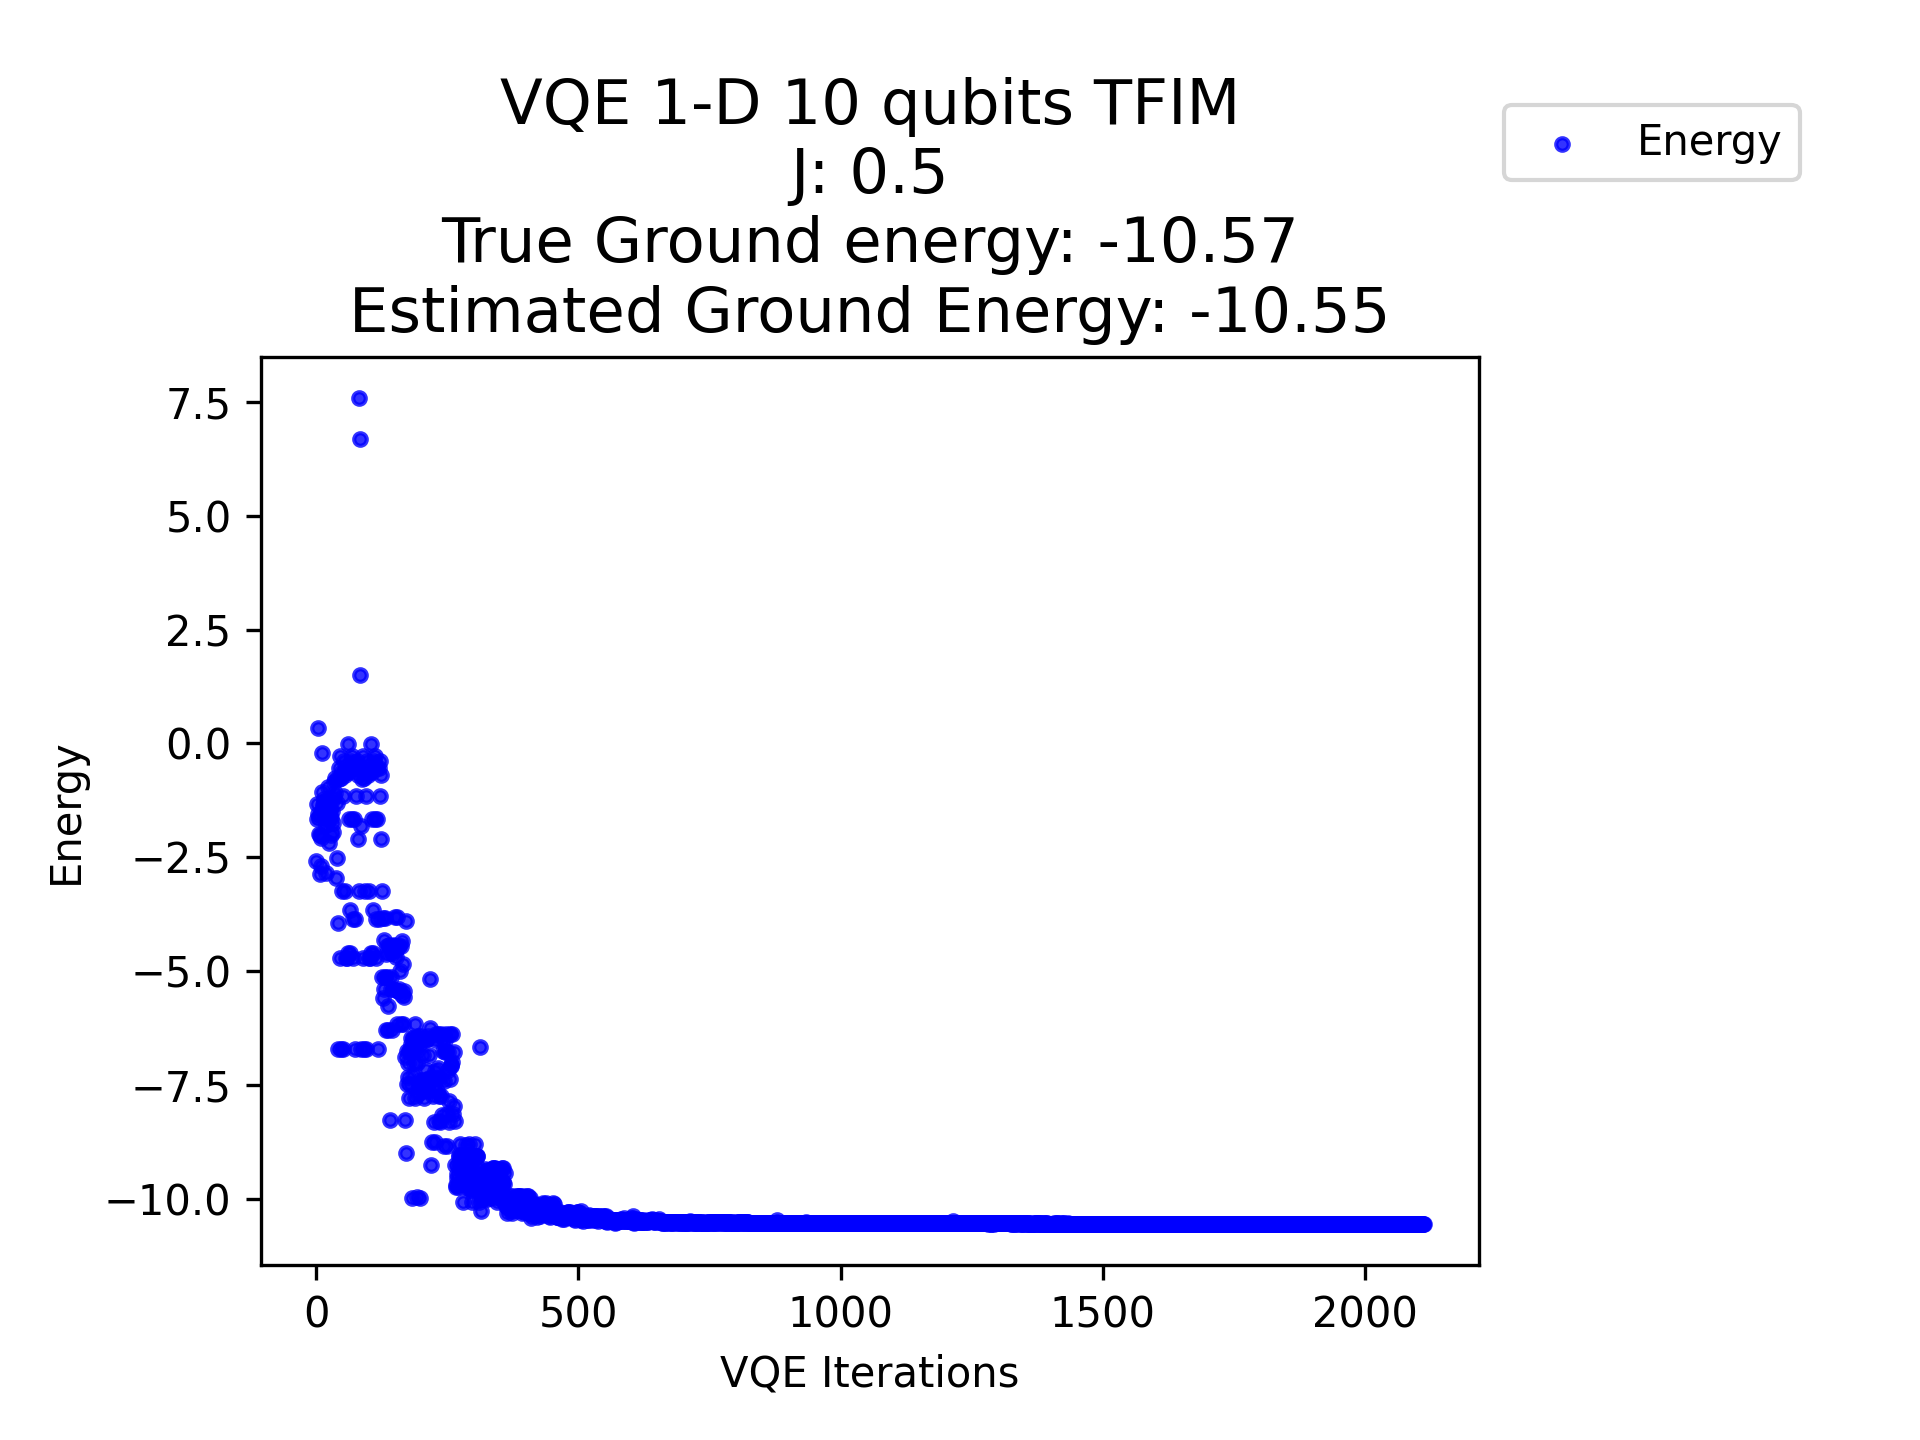 VQE 1-D 10 qubits TFIM
J: 0.5
True Ground energy: -10.57
Estimated Ground Energy: -10.55
Energy
7.5
5.0
2.5
0.0
−2.5
−5.0
−7.5
−10.0
Energy
0 500 1000 1500 2000
VQE Iterations